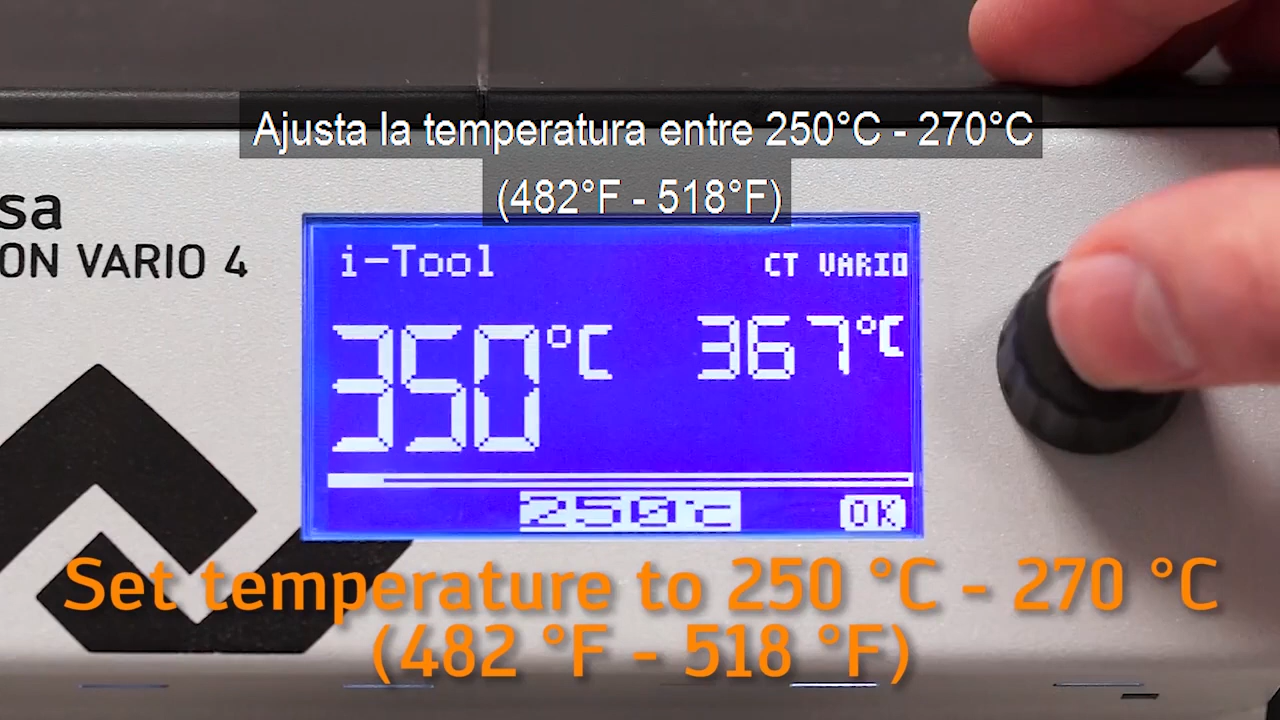 Ajusta la temperatura entre 250°C - 270°C
(482°F - 518°F)
sa
ON VARIO 4
i-Tool
CT VARIO
350°C
367°C
250°C
OK
Set temperature to 250 °C - 270 °C
(482 °F - 518 °F)